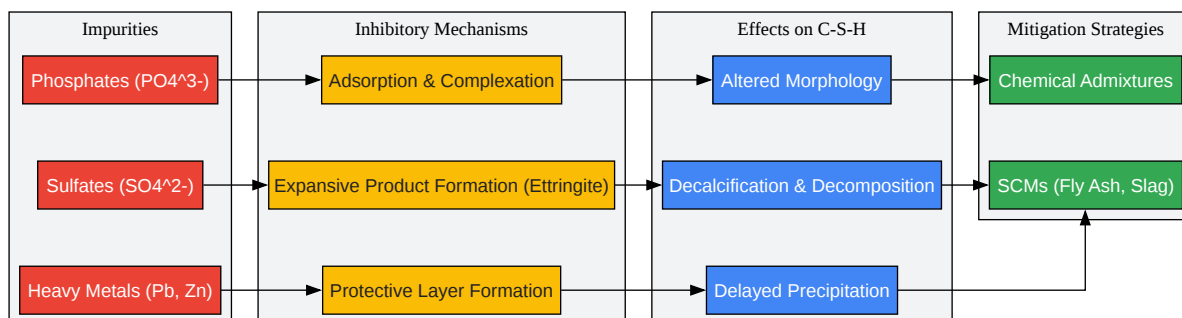 Impurities
Inhibitory Mechanisms
Effects on C-S-H
Mitigation Strategies
Phosphates (PO4^3-)
Adsorption & Complexation
Altered Morphology
Chemical Admixtures
Sulfates (SO4^2-)
Expansive Product Formation (Ettringite)
Decalcification & Decomposition
SCMs (Fly Ash, Slag)
Heavy Metals (Pb, Zn)
Protective Layer Formation
Delayed Precipitation